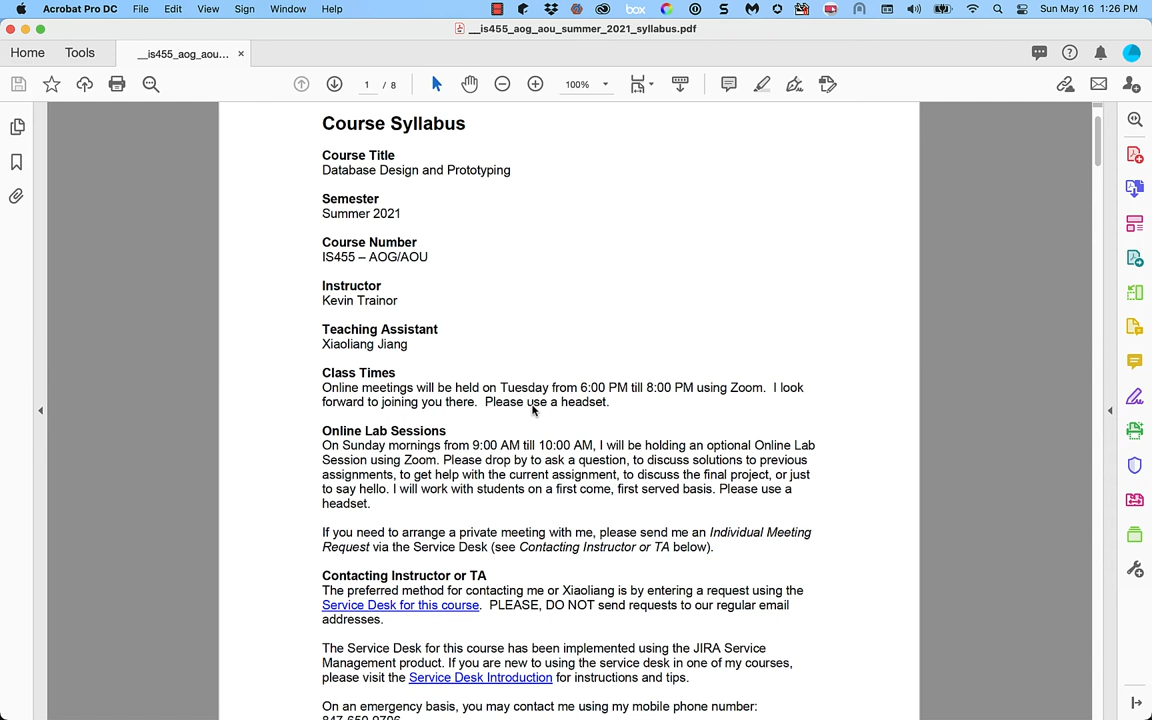 Acrobat Pro DC File Edit View Sign Window Help
box
Sun May 16 1:26 PM
__is455_aog_aou_summer_2021_syllabus.pdf
Home Tools __is455_aog_aou... ×
1 / 8 100%
Course Syllabus
Course Title
Database Design and Prototyping
Semester
Summer 2021
Course Number
IS455 – AOG/AOU
Instructor
Kevin Trainor
Teaching Assistant
Xiaoliang Jiang
Class Times
Online meetings will be held on Tuesday from 6:00 PM till 8:00 PM using Zoom. I look
forward to joining you there. Please use a headset.
Online Lab Sessions
On Sunday mornings from 9:00 AM till 10:00 AM, I will be holding an optional Online Lab
Session using Zoom. Please drop by to ask a question, to discuss solutions to previous
assignments, to get help with the current assignment, to discuss the final project, or just
to say hello. I will work with students on a first come, first served basis. Please use a
headset.
If you need to arrange a private meeting with me, please send me an Individual Meeting
Request via the Service Desk (see Contacting Instructor or TA below).
Contacting Instructor or TA
The preferred method for contacting me or Xiaoliang is by entering a request using the
Service Desk for this course. PLEASE, DO NOT send requests to our regular email
addresses.
The Service Desk for this course has been implemented using the JIRA Service
Management product. If you are new to using the service desk in one of my courses,
please visit the Service Desk Introduction for instructions and tips.
On an emergency basis, you may contact me using my mobile phone number: